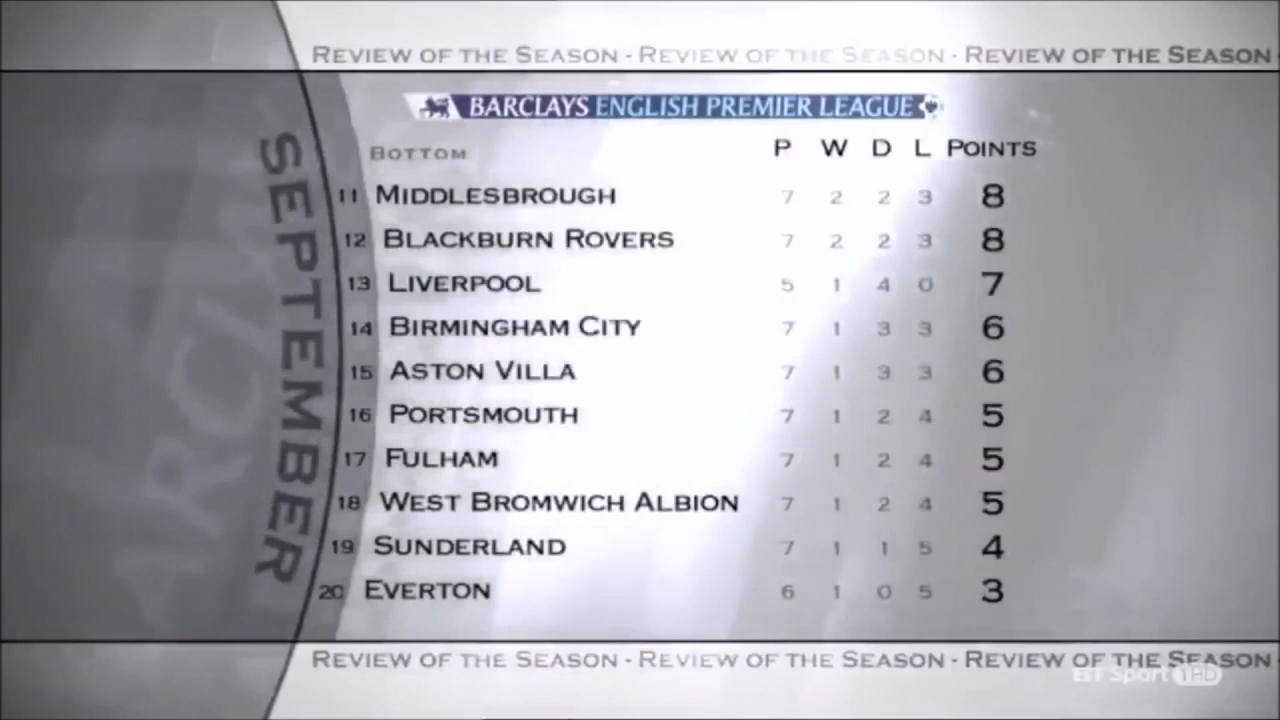 REVIEW OF THE SEASON - REVIEW OF THE SEASON - REVIEW OF THE SEASON
BARCLAYS ENGLISH PREMIER LEAGUE
SEPTEMBER
BOTTOM P W D L POINTS
11 MIDDLESBROUGH 7 2 2 3 8
12 BLACKBURN ROVERS 7 2 2 3 8
13 LIVERPOOL 5 1 4 0 7
14 BIRMINGHAM CITY 7 1 3 3 6
15 ASTON VILLA 7 1 3 3 6
16 PORTSMOUTH 7 1 2 4 5
17 FULHAM 7 1 2 4 5
18 WEST BROMWICH ALBION 7 1 2 4 5
19 SUNDERLAND 7 1 1 5 4
20 EVERTON 6 1 0 5 3
REVIEW OF THE SEASON - REVIEW OF THE SEASON - REVIEW OF THE SEASON
BT Sport 1 HD